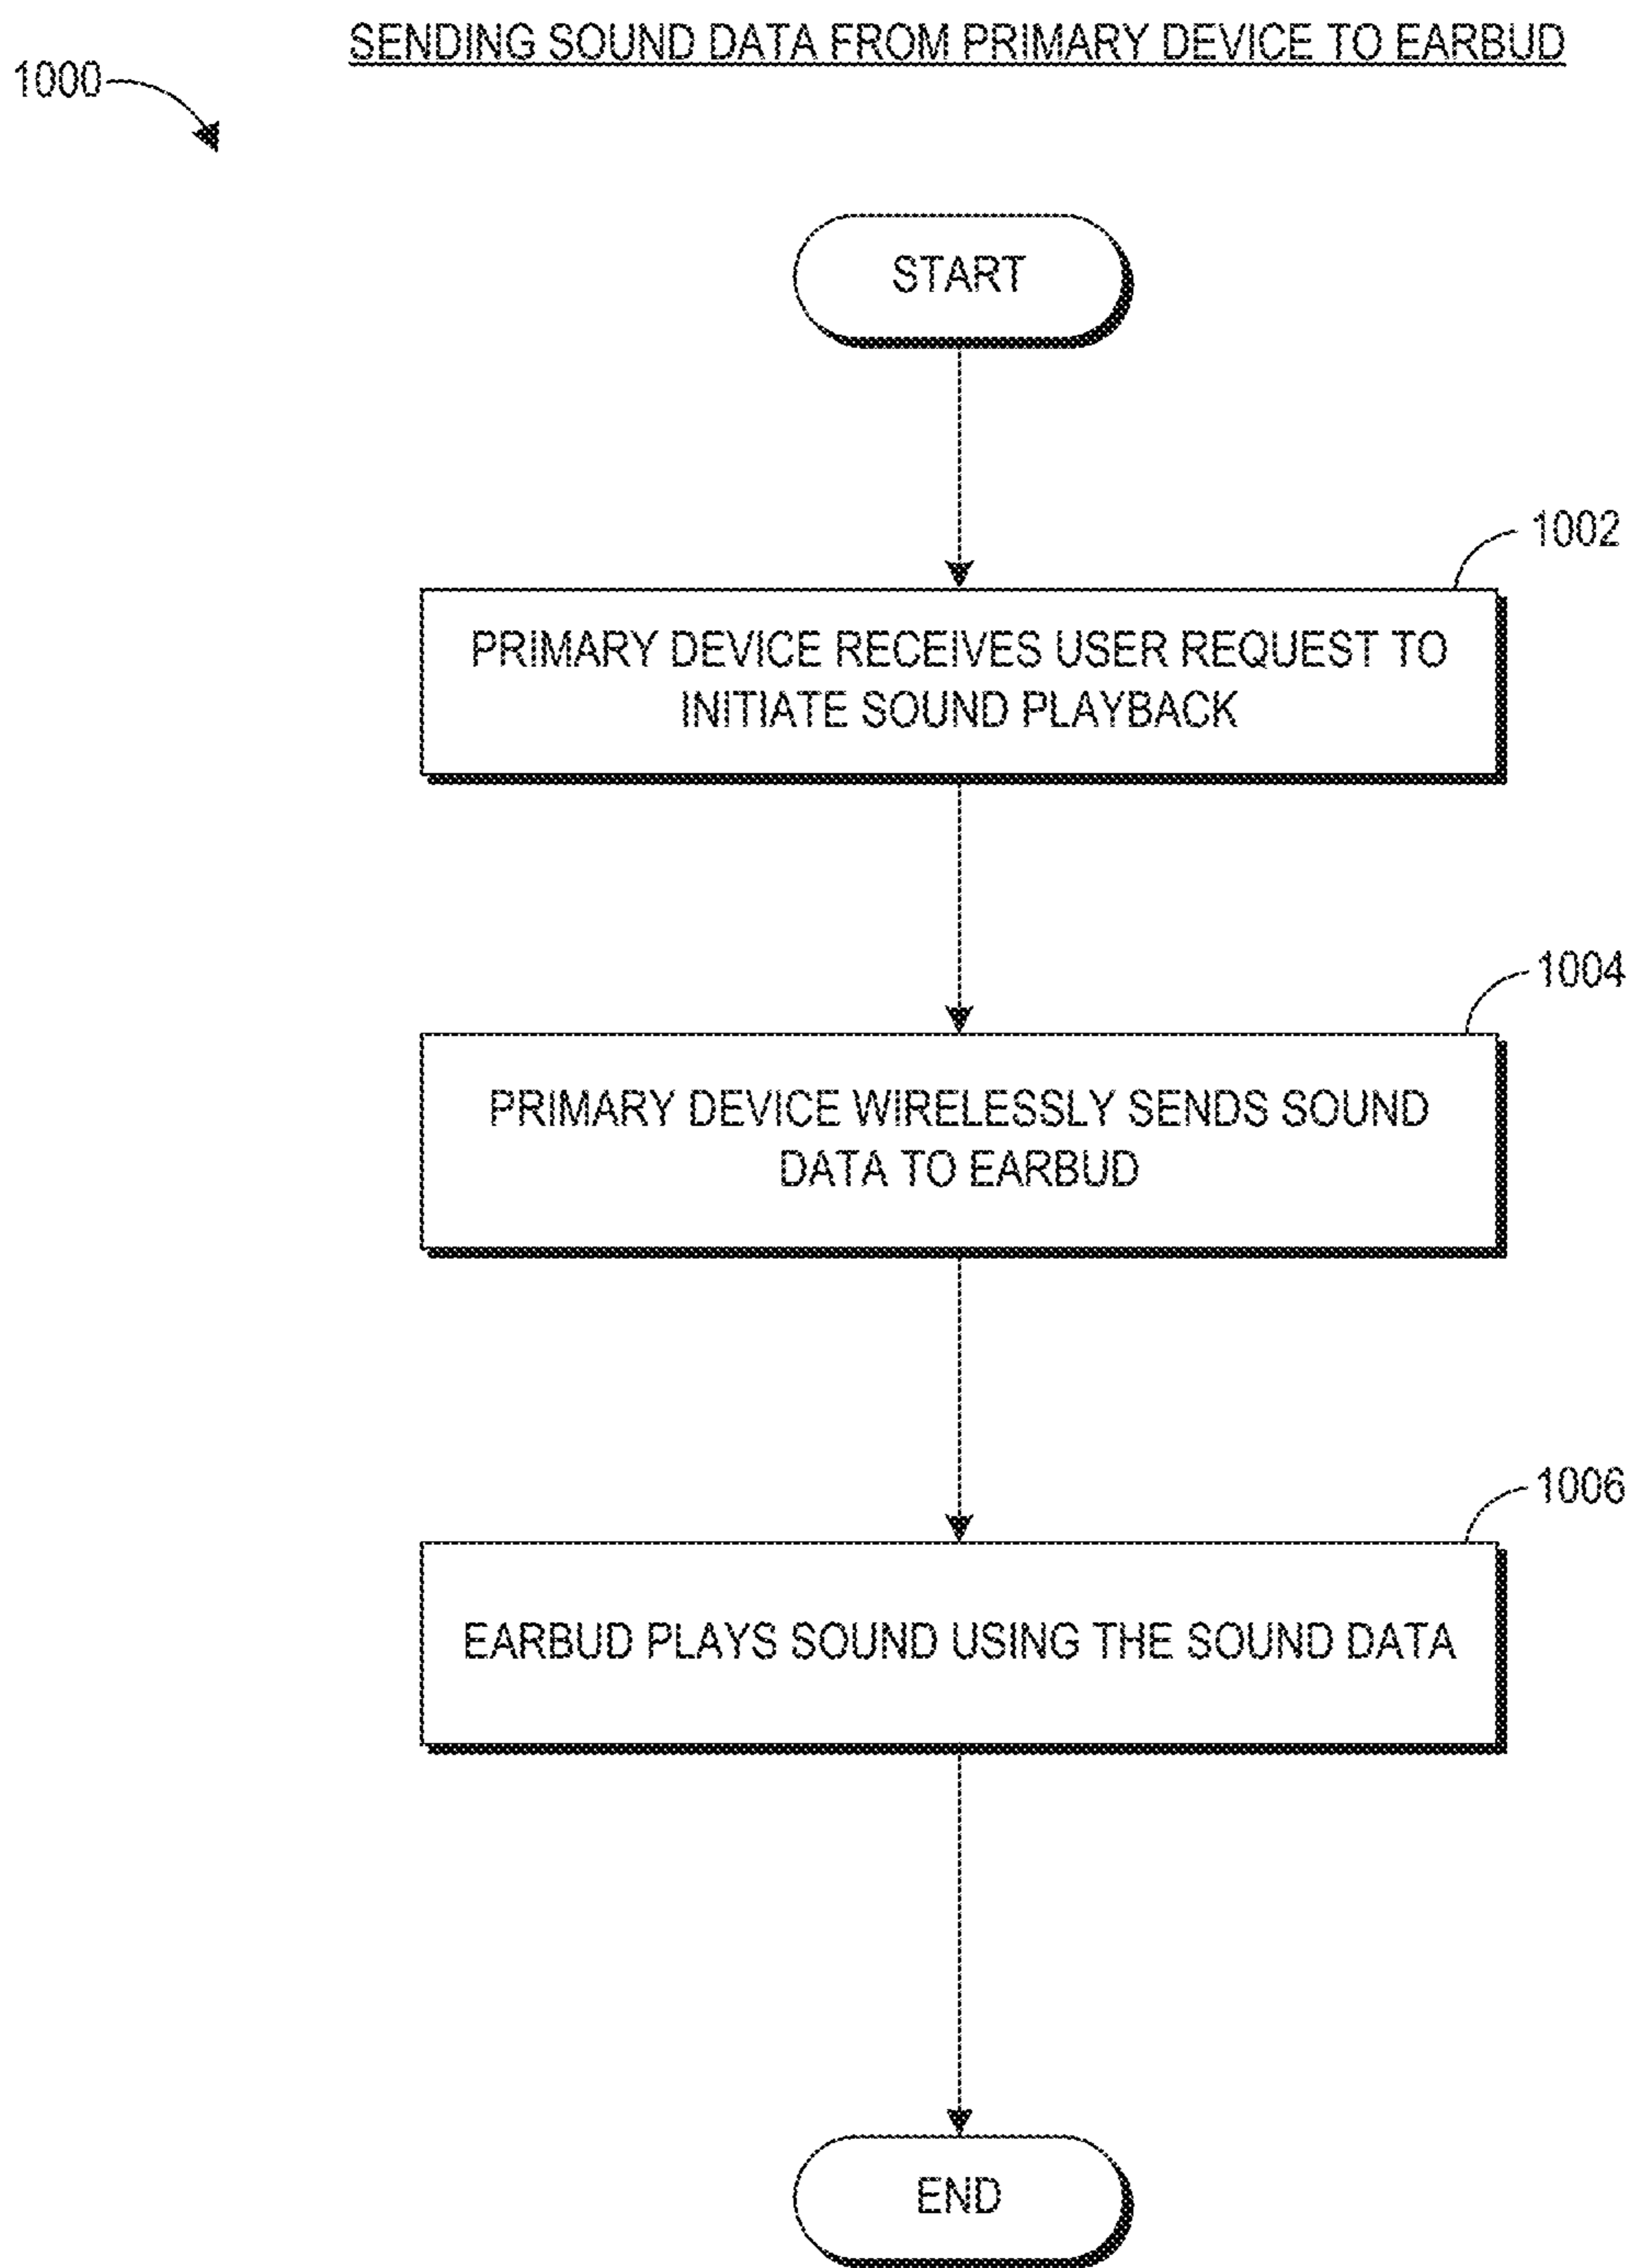 SENDING SOUND DATA FROM PRIMARY DEVICE TO EARBUD
1000
START
1002
PRIMARY DEVICE RECEIVES USER REQUEST TO
INITIATE SOUND PLAYBACK
1004
PRIMARY DEVICE WIRELESSLY SENDS SOUND
DATA TO EARBUD
1006
EARBUD PLAYS SOUND USING THE SOUND DATA
END